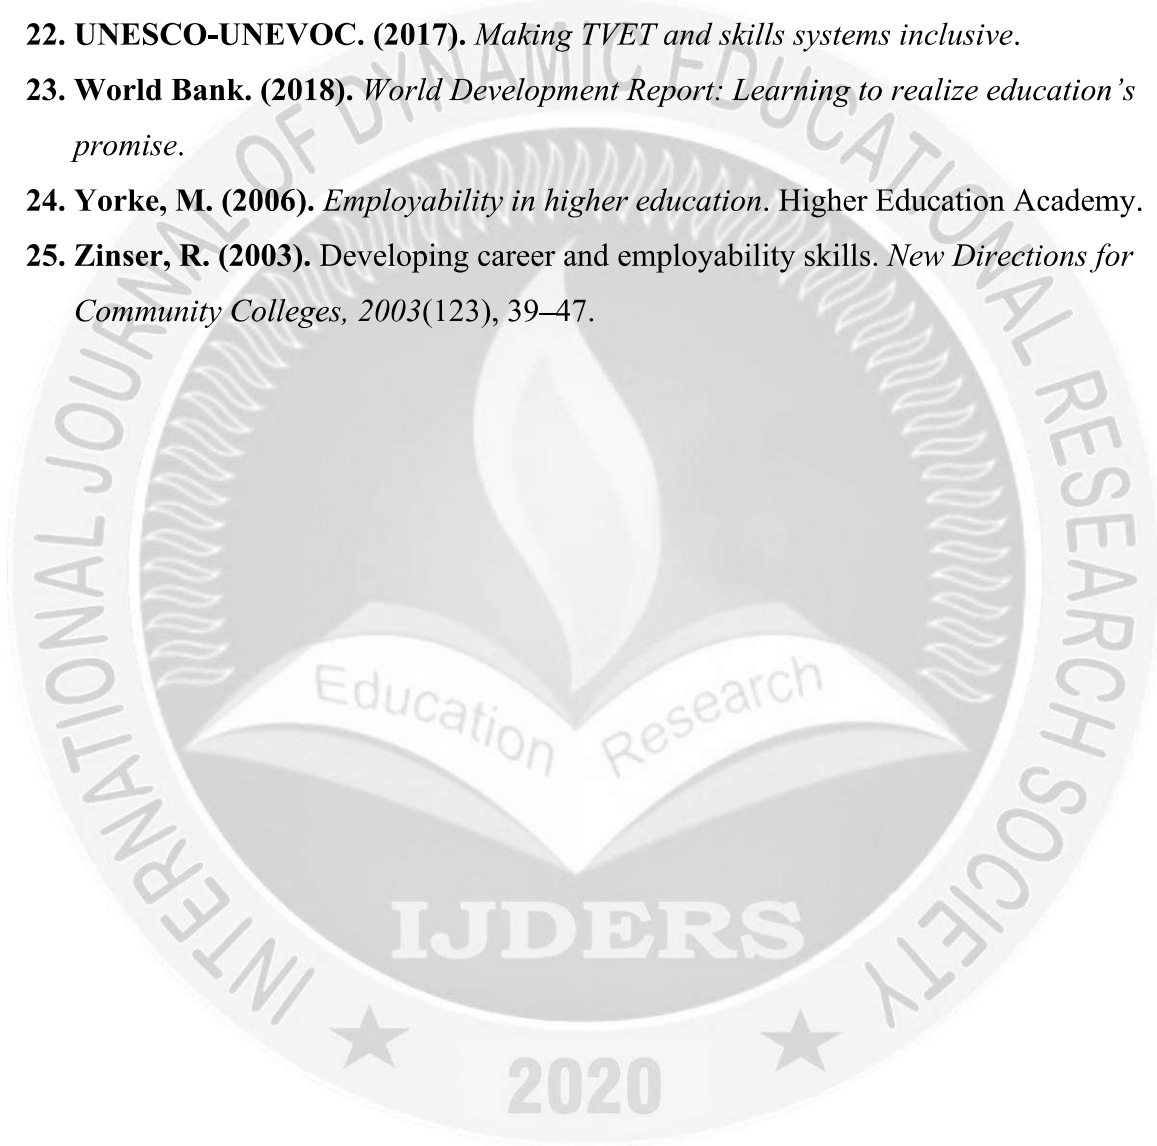 22. UNESCO-UNEVOC. (2017). Making TVET and skills systems inclusive.
23. World Bank. (2018). World Development Report: Learning to realize education’s
promise.
24. Yorke, M. (2006). Employability in higher education. Higher Education Academy.
25. Zinser, R. (2003). Developing career and employability skills. New Directions for
Community Colleges, 2003(123), 39–47.
INTERNATIONAL JOURNAL OF DYNAMIC EDUCATIONAL RESEARCH SOCIETY
Education Research
IJDERS
2020